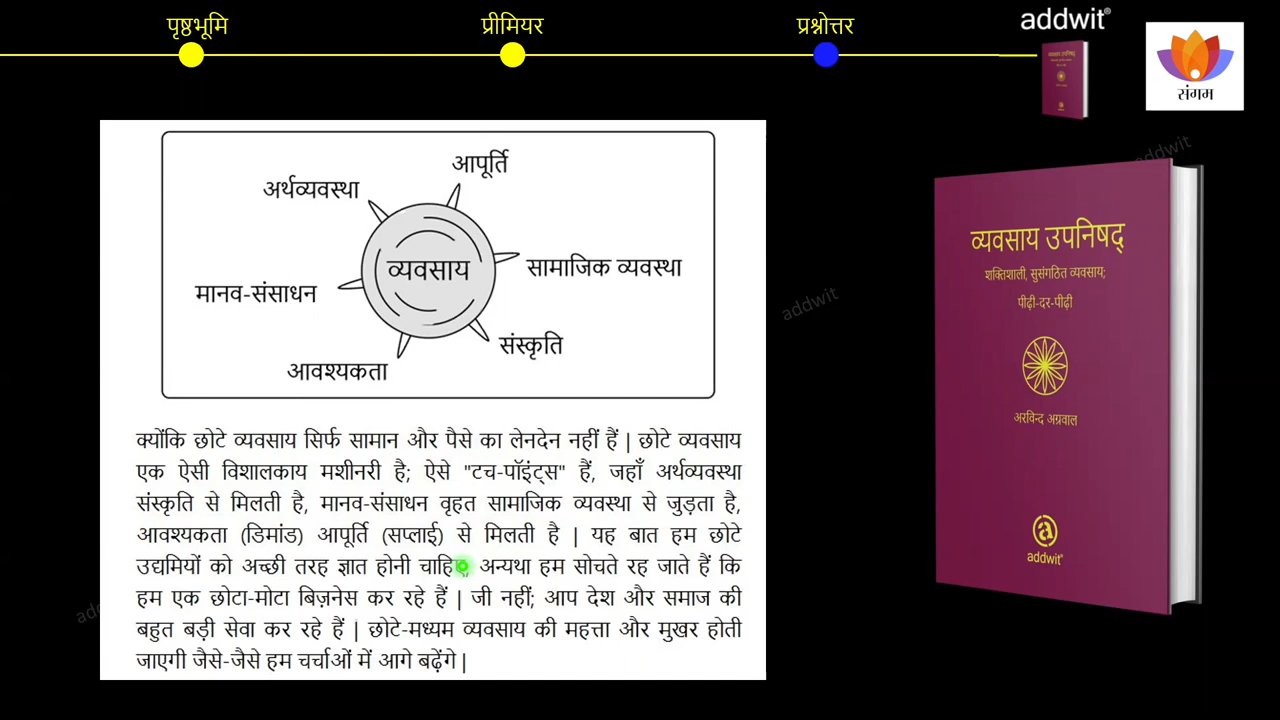 पृष्ठभूमि
प्रीमियर
प्रश्नोत्तर
addwit®
संगम
आपूर्ति
अर्थव्यवस्था
व्यवसाय
सामाजिक व्यवस्था
मानव-संसाधन
संस्कृति
आवश्यकता
क्योंकि छोटे व्यवसाय सिर्फ सामान और पैसे का लेनदेन नहीं हैं | छोटे व्यवसाय
एक ऐसी विशालकाय मशीनरी है; ऐसे "टच-पॉइंट्स" हैं, जहाँ अर्थव्यवस्था
संस्कृति से मिलती है, मानव-संसाधन वृहत सामाजिक व्यवस्था से जुड़ता है,
आवश्यकता (डिमांड) आपूर्ति (सप्लाई) से मिलती है | यह बात हम छोटे
उद्यमियों को अच्छी तरह ज्ञात होनी चाहिए, अन्यथा हम सोचते रह जाते हैं कि
हम एक छोटा-मोटा बिज़नेस कर रहे हैं | जी नहीं; आप देश और समाज की
बहुत बड़ी सेवा कर रहे हैं | छोटे-मध्यम व्यवसाय की महत्ता और मुखर होती
जाएगी जैसे-जैसे हम चर्चाओं में आगे बढ़ेंगे |
व्यवसाय उपनिषद्
शक्तिशाली, सुसंगठित व्यवसाय;
पीढ़ी-दर-पीढ़ी
अरविन्द अग्रवाल
addwit®
addwit
addwit